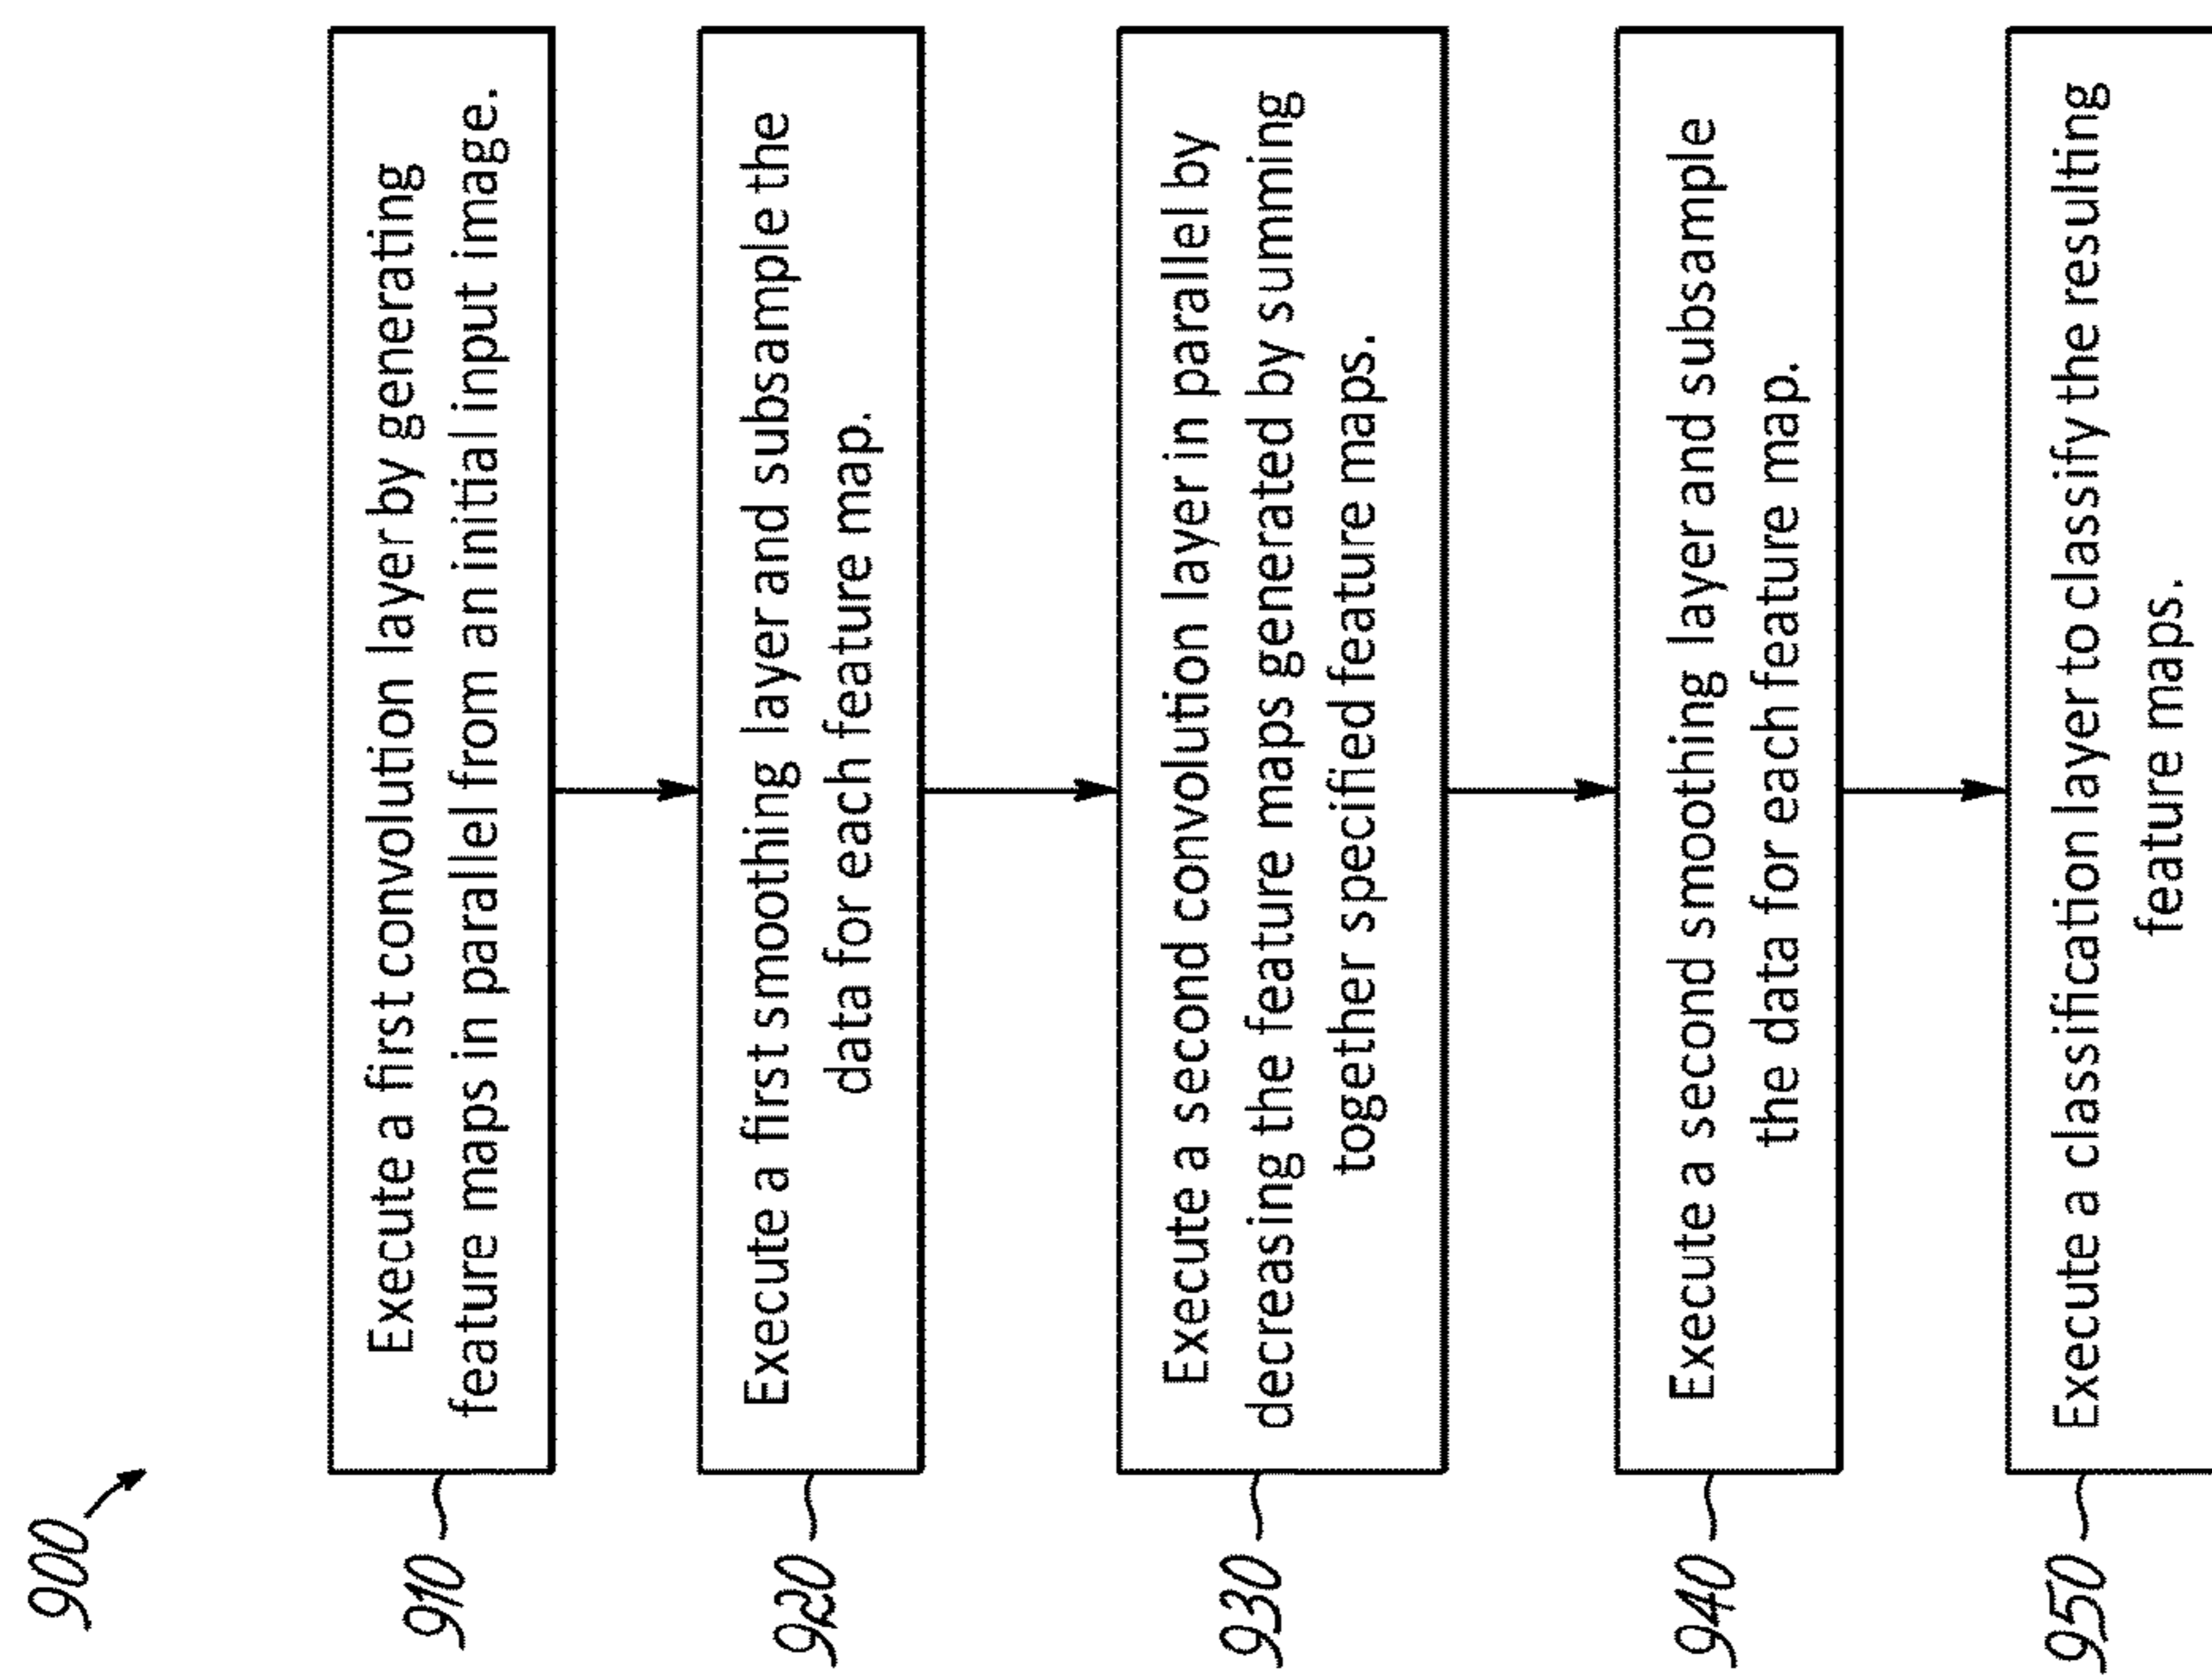 900
910
Execute a first convolution layer by generating
feature maps in parallel from an initial input image.
920
Execute a first smoothing layer and subsample the
data for each feature map.
930
Execute a second convolution layer in parallel by
decreasing the feature maps generated by summing
together specified feature maps.
940
Execute a second smoothing layer and subsample
the data for each feature map.
950
Execute a classification layer to classify the resulting
feature maps.